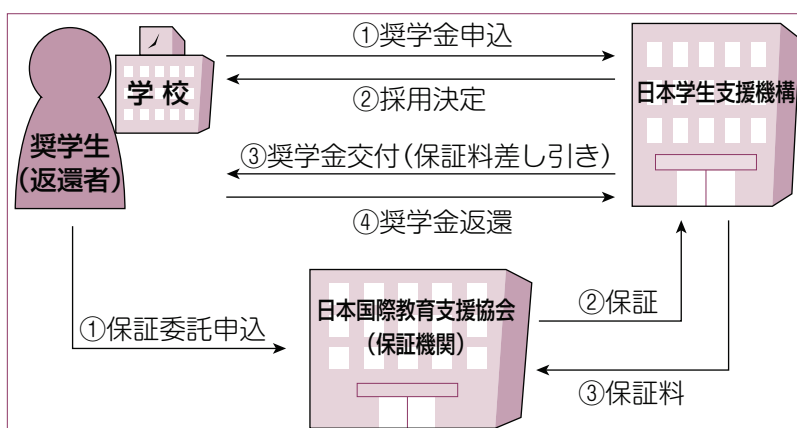 ①奨学金申込
学校
②採用決定
日本学生支援機構
奨学生
(返還者)
③奨学金交付(保証料差し引き)
④奨学金返還
①保証委託申込
日本国際教育支援協会
(保証機関)
②保証
③保証料